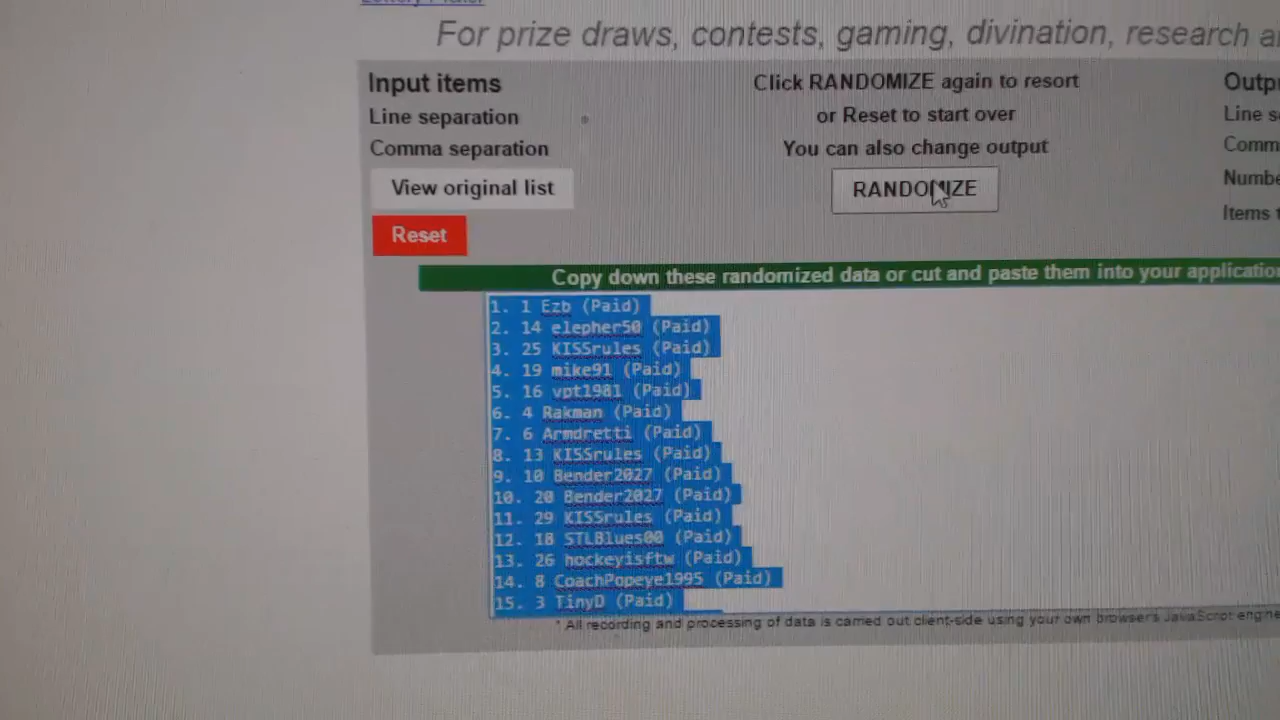 For prize draws, contests, gaming, divination, research
Input items
Click RANDOMIZE again to resort
Line separation
or Reset to start over
Line
Comma separation
You can also change output
View original list
RANDOMIZE
Reset
Copy down these randomized data or cut and paste them into your
1. 1 Ezb (Paid)
2. 14 elepher50 (Paid)
3. 25 KISSrules (Paid)
4. 19 mike91 (Paid)
5. 16 vpt1981 (Paid)
6. 4 Rakman (Paid)
7. 6 Armdretti (Paid)
8. 13 KISSrules (Paid)
9. 10 Bender2027 (Paid)
10. 20 Bender2027 (Paid)
11. 29 KISSrules (Paid)
12. 18 STLBlues00 (Paid)
13. 26 hockeyisftw (Paid)
14. 8 CoachPopeye1995 (Paid)
15. 3 TinyD (Paid)
* All recording and processing of data is carried out client-side using your own browsers JavaScript